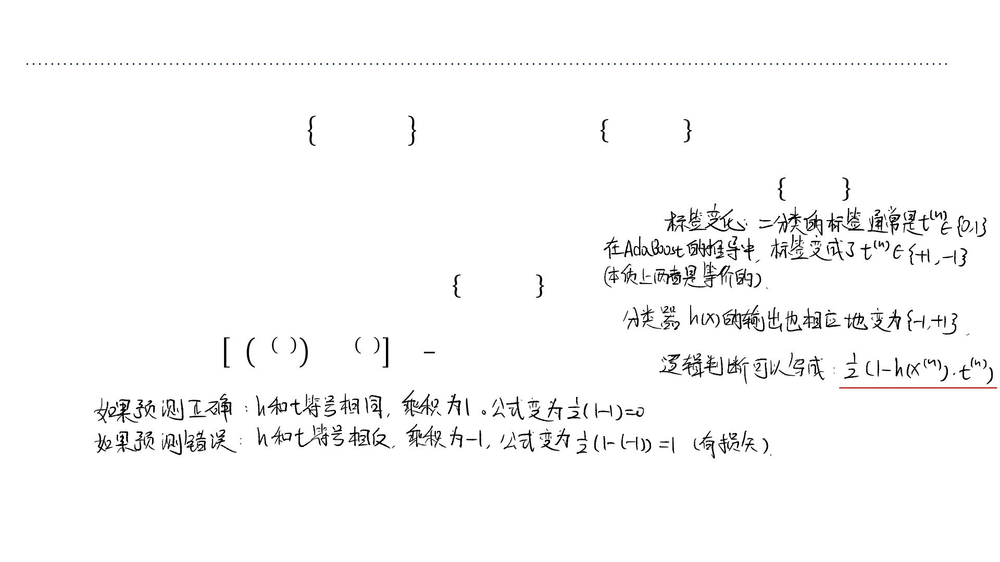 { } { }
{ }
标签变化: 二分类的标签通常是t⁽ⁿ⁾∈{0,1}
在AdaBoost的推导中, 标签变成了 t⁽ⁿ⁾∈{+1,-1}
(本质上两者是等价的).
{ }
分类器 h(x)的输出也相应地变为{-1,+1}.
[ ( ( ) ) ( ) ] –
逻辑判断可以写成: ½(1-h(x⁽ⁿ⁾)·t⁽ⁿ⁾)
如果预测正确: h和t符号相同, 乘积为1。公式变为½(1-1)=0
如果预测错误: h和t符号相反, 乘积为-1, 公式变为½(1-(-1))=1 (有损失).